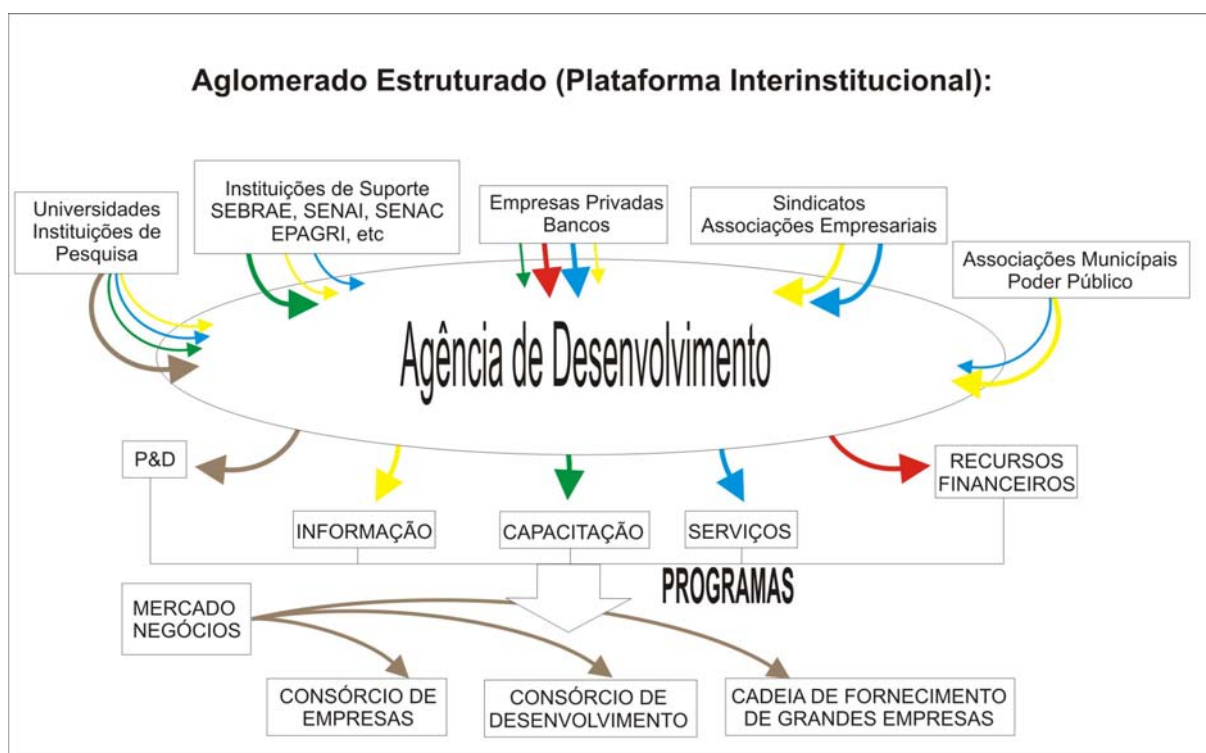 Aglomerado Estruturado (Plataforma Interinstitucional):
Universidades
Instituições de
Pesquisa
Instituições de Suporte
SEBRAE, SENAI, SENAC
EPAGRI, etc
Empresas Privadas
Bancos
Sindicatos
Associações Empresariais
Associações Municípais
Poder Público
Agência de Desenvolvimento
P&D
INFORMAÇÃO
CAPACITAÇÃO
SERVIÇOS
RECURSOS
FINANCEIROS
PROGRAMAS
MERCADO
NEGÓCIOS
CONSÓRCIO DE
EMPRESAS
CONSÓRCIO DE
DESENVOLVIMENTO
CADEIA DE FORNECIMENTO
DE GRANDES EMPRESAS